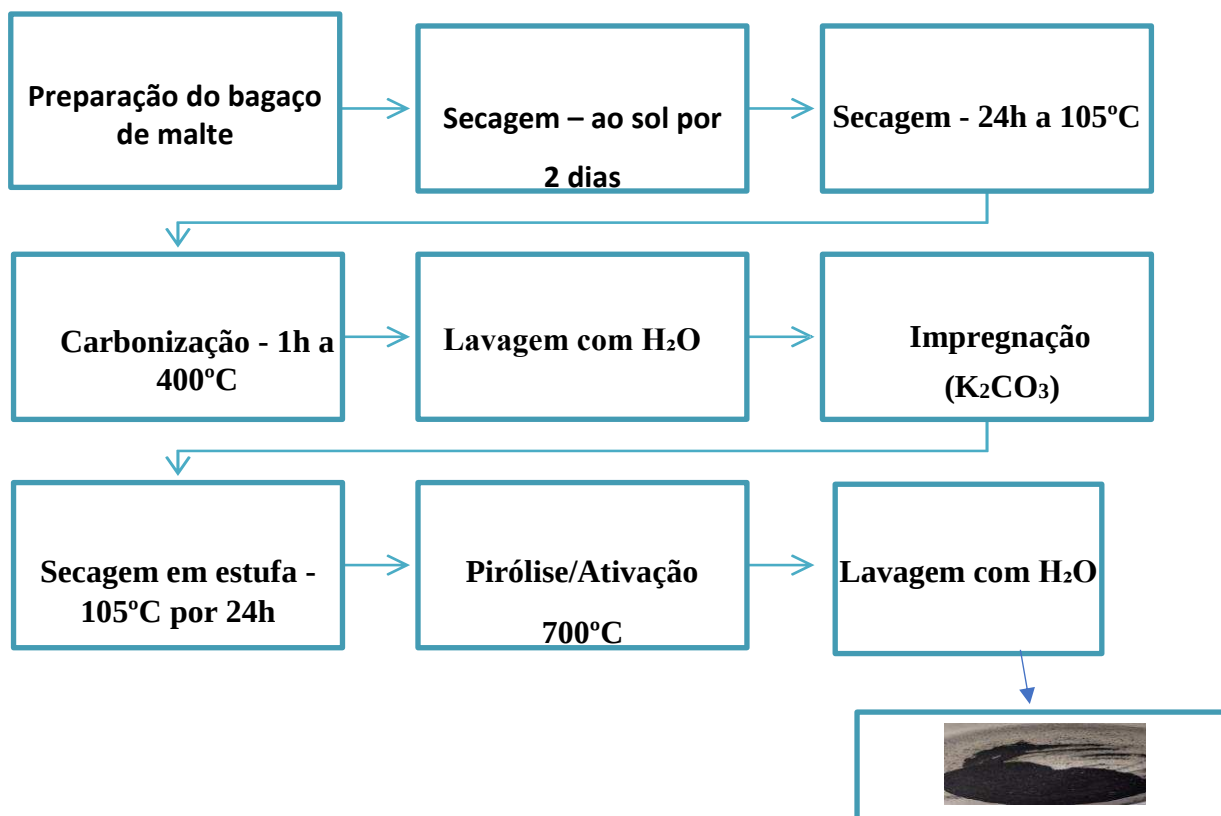 Preparação do bagaço
de malte
Secagem – ao sol por
2 dias
Secagem - 24h a 105ºC
Carbonização - 1h a
400ºC
Lavagem com H₂O
Impregnação
(K₂CO₃)
Secagem em estufa -
105ºC por 24h
Pirólise/Ativação
700ºC
Lavagem com H₂O